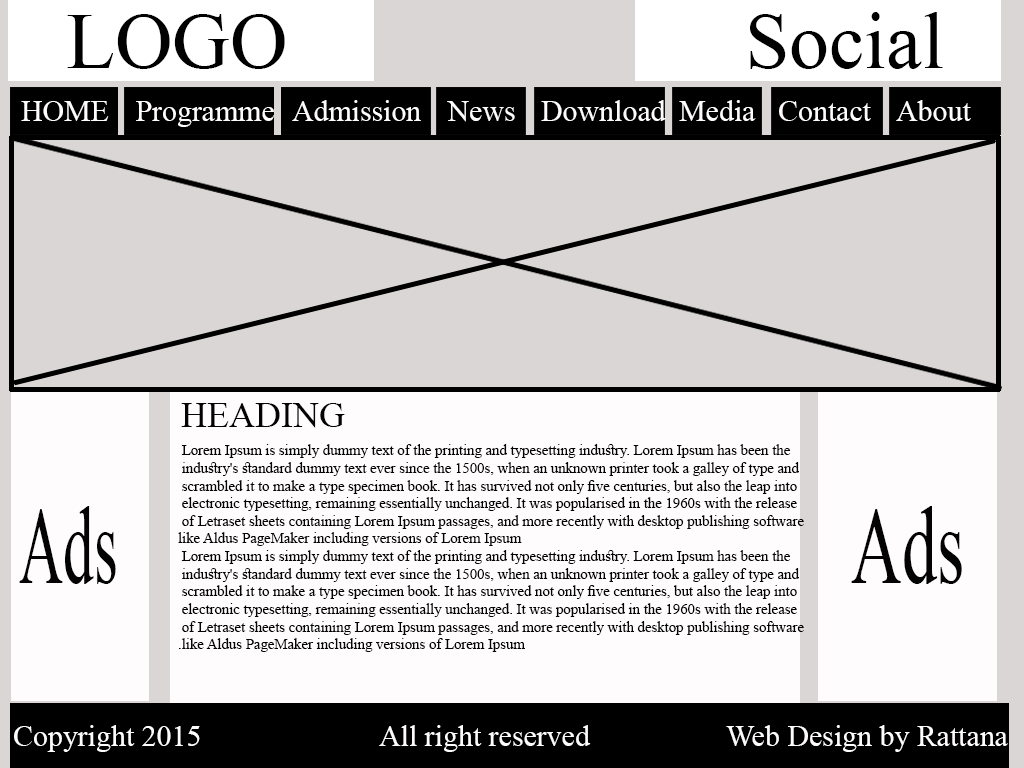 LOGO
Social
HOME Programme Admission News Download Media Contact About
HEADING
Lorem Ipsum is simply dummy text of the printing and typesetting industry. Lorem Ipsum has been the
industry's standard dummy text ever since the 1500s, when an unknown printer took a galley of type and
scrambled it to make a type specimen book. It has survived not only five centuries, but also the leap into
electronic typesetting, remaining essentially unchanged. It was popularised in the 1960s with the release
of Letraset sheets containing Lorem Ipsum passages, and more recently with desktop publishing software
like Aldus PageMaker including versions of Lorem Ipsum
Lorem Ipsum is simply dummy text of the printing and typesetting industry. Lorem Ipsum has been the
industry's standard dummy text ever since the 1500s, when an unknown printer took a galley of type and
scrambled it to make a type specimen book. It has survived not only five centuries, but also the leap into
electronic typesetting, remaining essentially unchanged. It was popularised in the 1960s with the release
of Letraset sheets containing Lorem Ipsum passages, and more recently with desktop publishing software
.like Aldus PageMaker including versions of Lorem Ipsum
Ads
Ads
Copyright 2015 All right reserved Web Design by Rattana